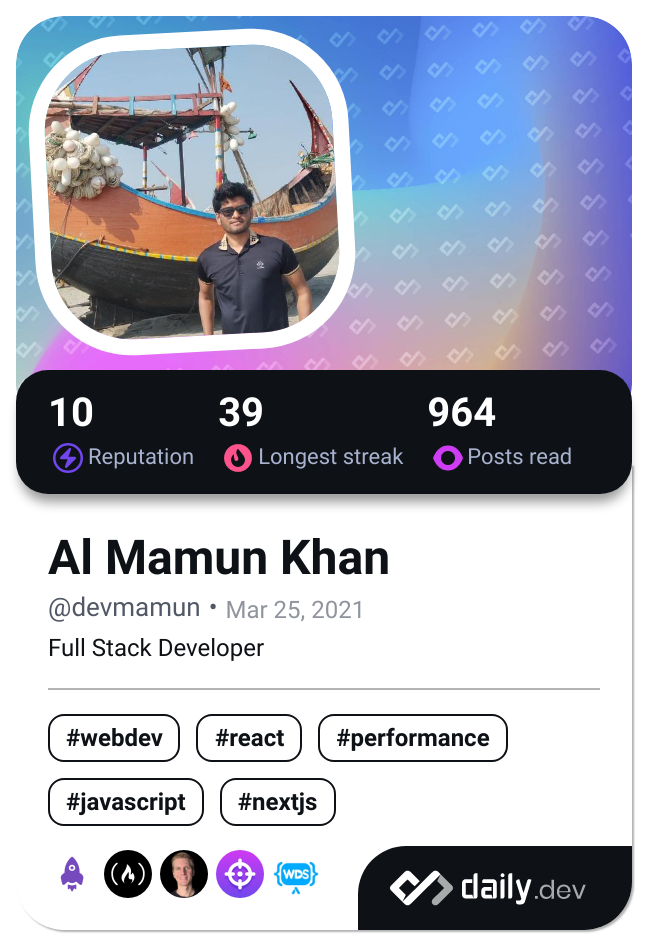 10 39 964
Reputation Longest streak Posts read
Al Mamun Khan
@devmamun • Mar 25, 2021
Full Stack Developer
#webdev #react #performance
#javascript #nextjs
WDS
daily.dev